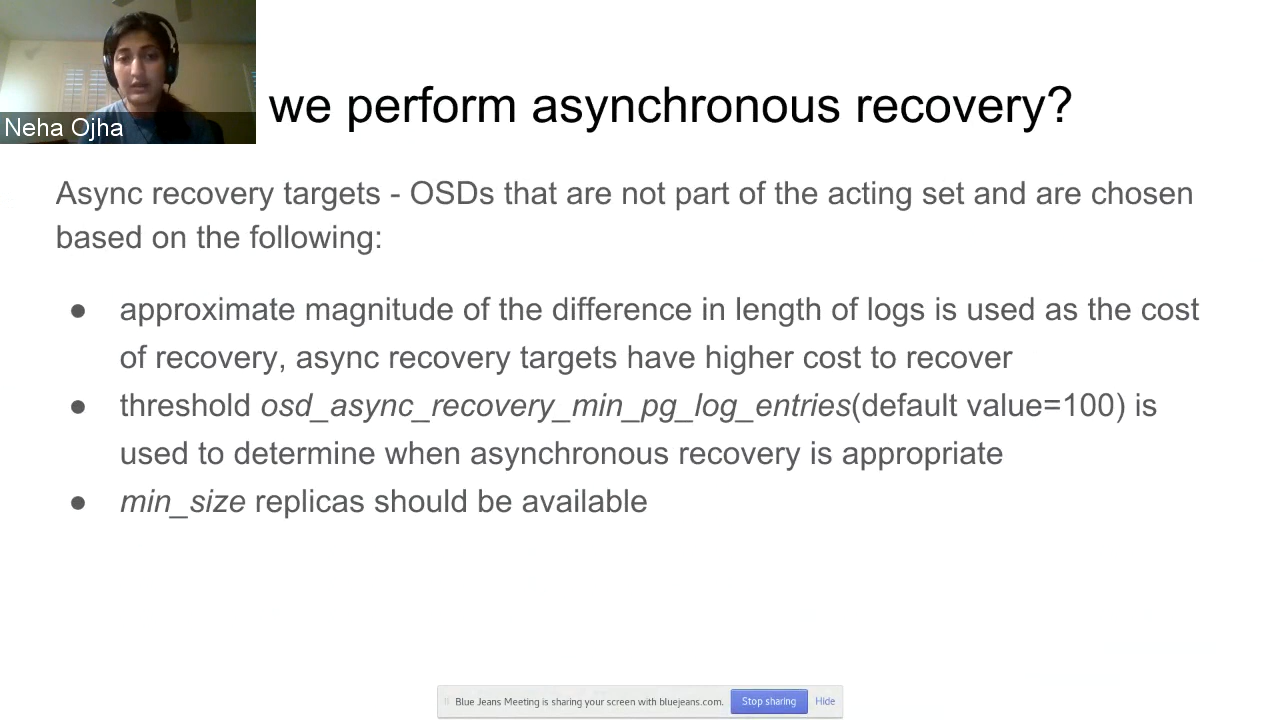 Neha Ojha
we perform asynchronous recovery?
Async recovery targets - OSDs that are not part of the acting set and are chosen
based on the following:
● approximate magnitude of the difference in length of logs is used as the cost
of recovery, async recovery targets have higher cost to recover
● threshold osd_async_recovery_min_pg_log_entries(default value=100) is
used to determine when asynchronous recovery is appropriate
● min_size replicas should be available
Blue Jeans Meeting is sharing your screen with bluejeans.com. Stop sharing Hide